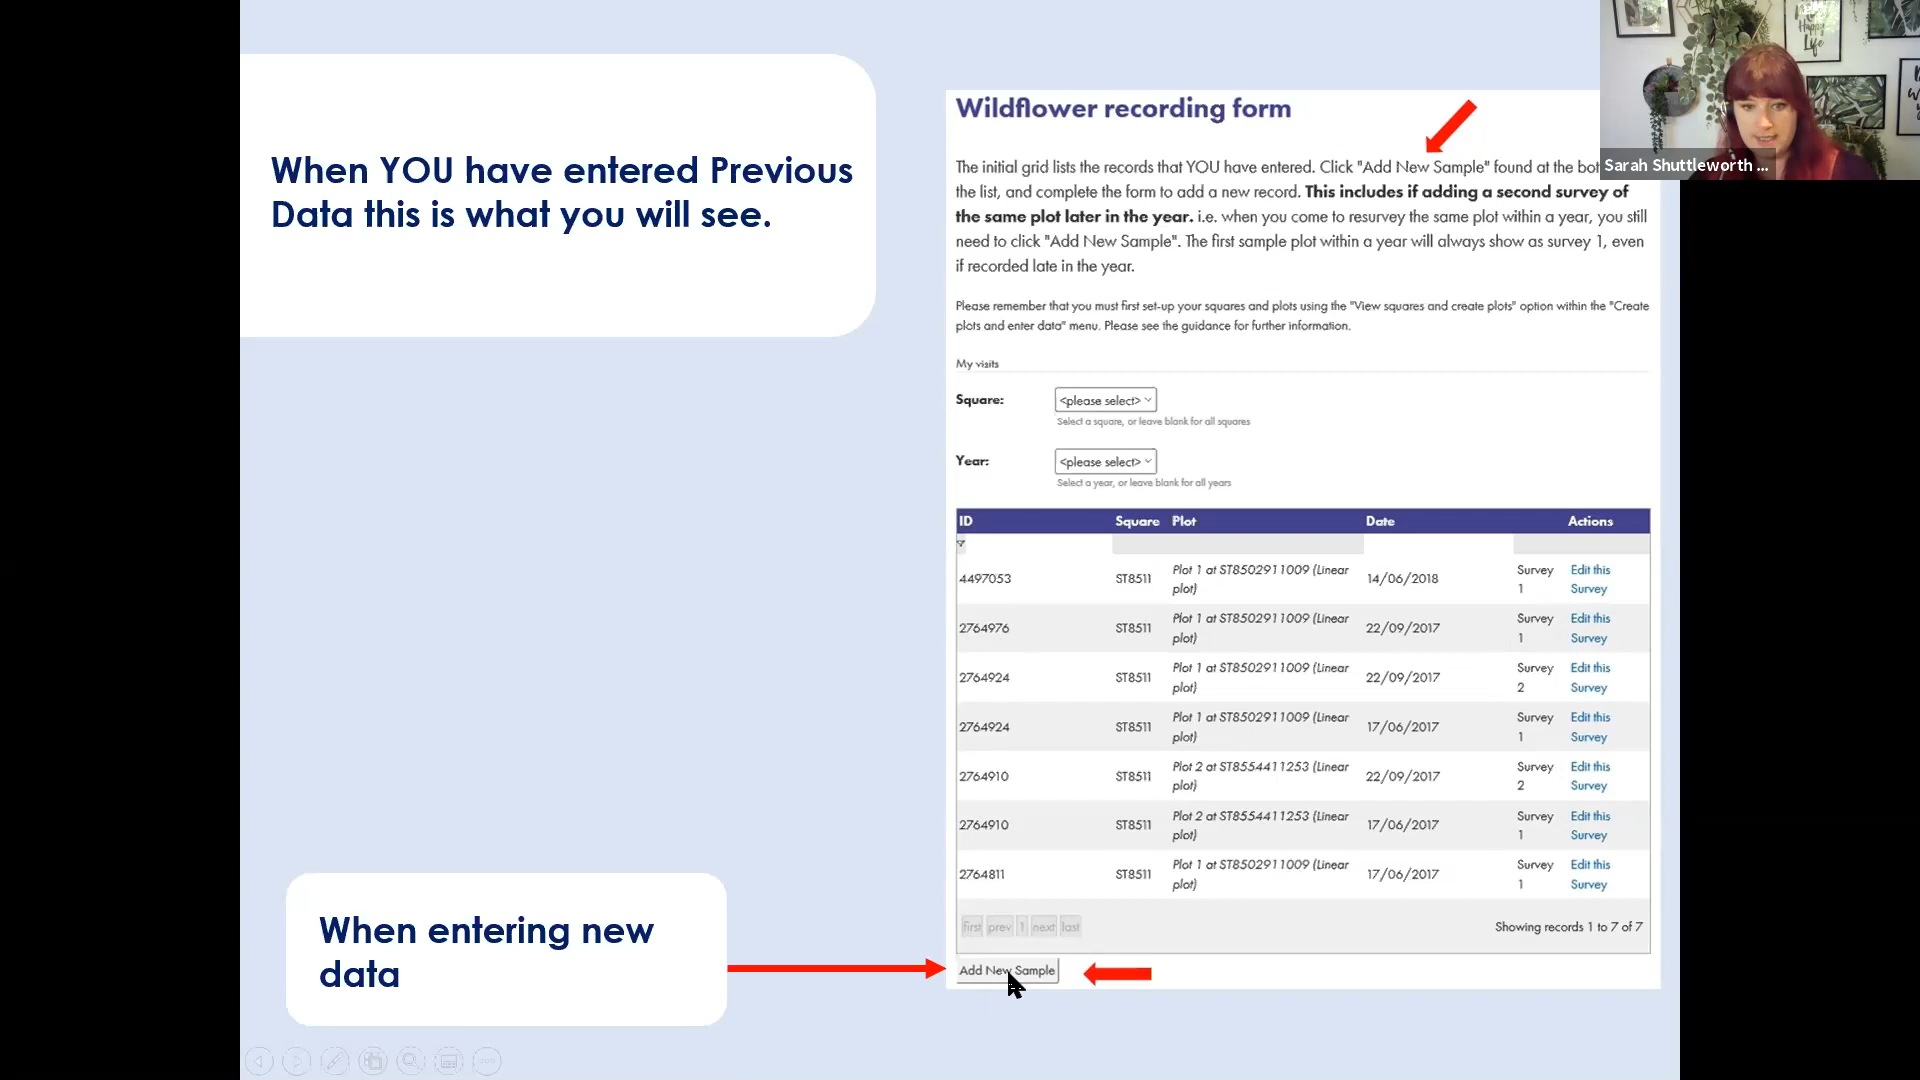 When YOU have entered Previous
Data this is what you will see.
Wildflower recording form
The initial grid lists the records that YOU have entered. Click "Add New Sample" found at the bot
the list, and complete the form to add a new record. This includes if adding a second survey of
the same plot later in the year. i.e. when you come to resurvey the same plot within a year, you still
need to click "Add New Sample". The first sample plot within a year will always show as survey 1, even
if recorded late in the year.
Please remember that you must first set-up your squares and plots using the "View squares and create plots" option within the "Create
plots and enter data" menu. Please see the guidance for further information.
My visits
Square: <please select>
Select a square, or leave blank for all squares
Year: <please select>
Select a year, or leave blank for all years
ID Square Plot Date Actions
4497053 ST8511 Plot 1 at ST8502911009 (Linear plot) 14/06/2018 Survey 1 Edit this Survey
2764976 ST8511 Plot 1 at ST8502911009 (Linear plot) 22/09/2017 Survey 1 Edit this Survey
2764924 ST8511 Plot 1 at ST8502911009 (Linear plot) 22/09/2017 Survey 2 Edit this Survey
2764924 ST8511 Plot 1 at ST8502911009 (Linear plot) 17/06/2017 Survey 1 Edit this Survey
2764910 ST8511 Plot 2 at ST8554411253 (Linear plot) 22/09/2017 Survey 2 Edit this Survey
2764910 ST8511 Plot 2 at ST8554411253 (Linear plot) 17/06/2017 Survey 1 Edit this Survey
2764811 ST8511 Plot 1 at ST8502911009 (Linear plot) 17/06/2017 Survey 1 Edit this Survey
first prev 1 next last Showing records 1 to 7 of 7
Add New Sample
When entering new
data
Happy
Life
Sarah Shuttleworth ...